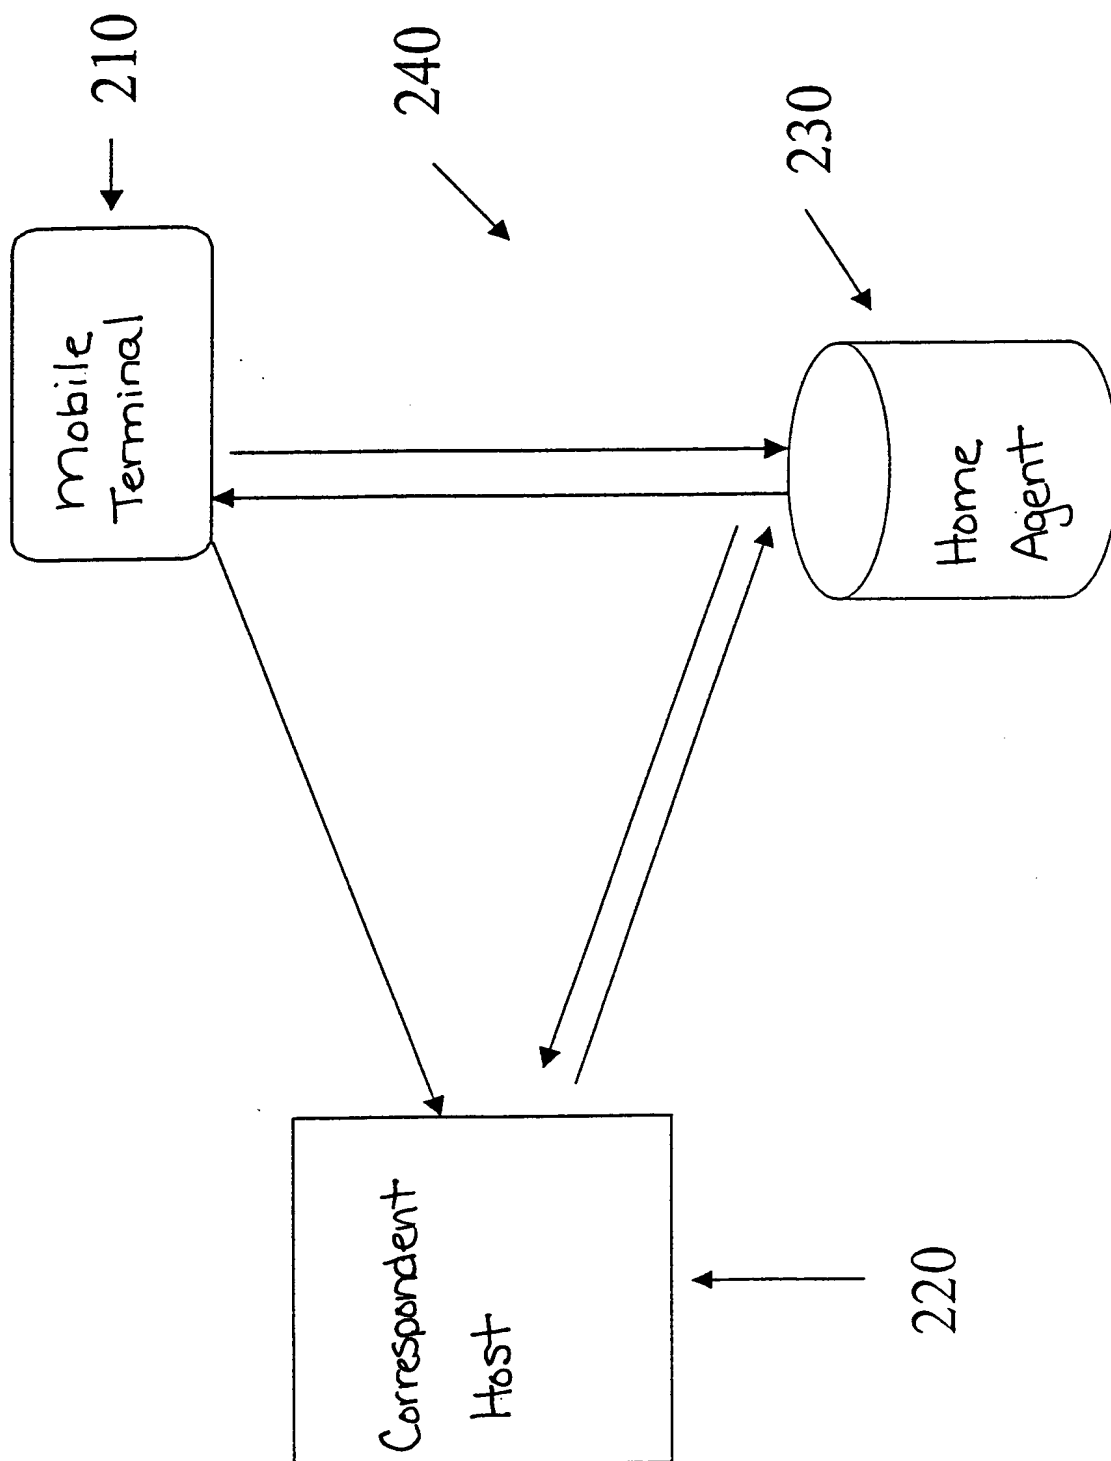 mobile
Terminal
210
Correspondent
Host
240
230
220
Home
Agent